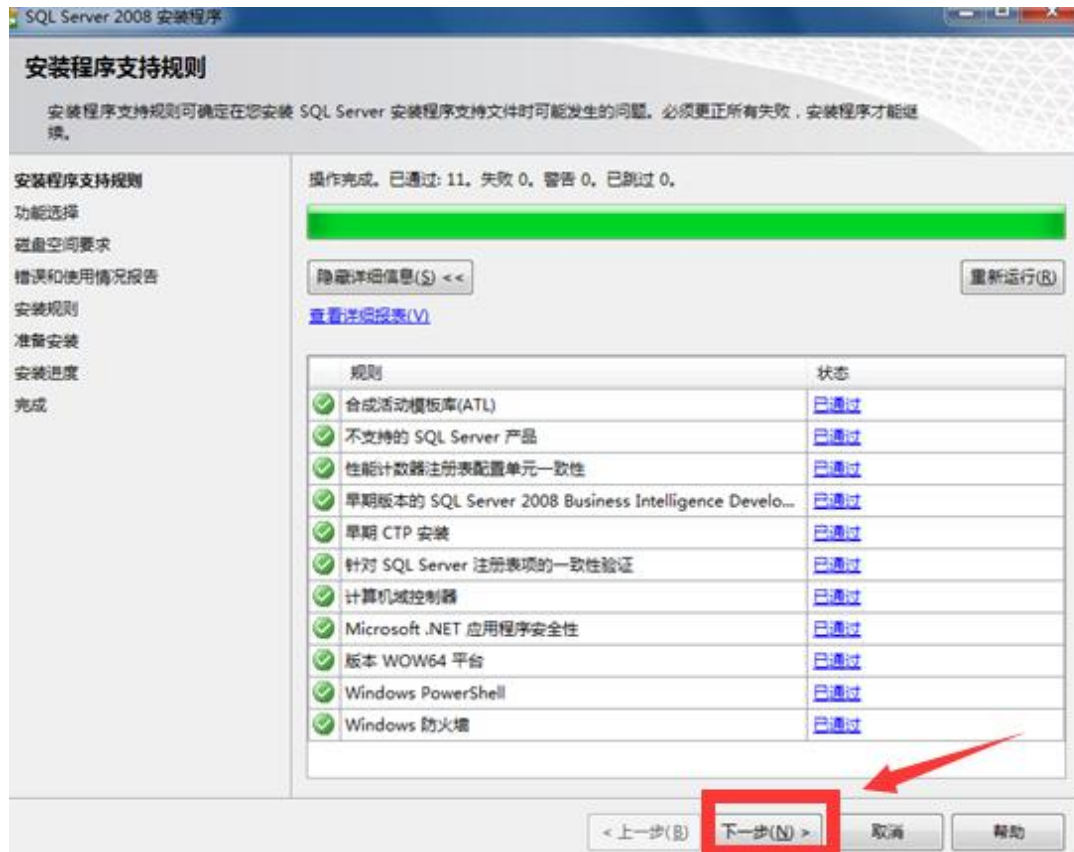 SQL Server 2008 安装程序
安装程序支持规则
安装程序支持规则可确定在您安装 SQL Server 安装程序支持文件时可能发生的问题。必须更正所有失败，安装程序才能继
续。
安装程序支持规则
功能选择
磁盘空间要求
错误和使用情况报告
安装规则
准备安装
安装进度
完成
操作完成。已通过: 11。失败 0。警告 0。已跳过 0。
隐藏详细信息(S) <<
重新运行(R)
查看详细报表(V)
规则 状态
合成活动模板库(ATL) 已通过
不支持的 SQL Server 产品 已通过
性能计数器注册表配置单元一致性 已通过
早期版本的 SQL Server 2008 Business Intelligence Develo... 已通过
早期 CTP 安装 已通过
针对 SQL Server 注册表项的一致性验证 已通过
计算机域控制器 已通过
Microsoft .NET 应用程序安全性 已通过
版本 WOW64 平台 已通过
Windows PowerShell 已通过
Windows 防火墙 已通过
< 上一步(B) 下一步(N) > 取消 帮助